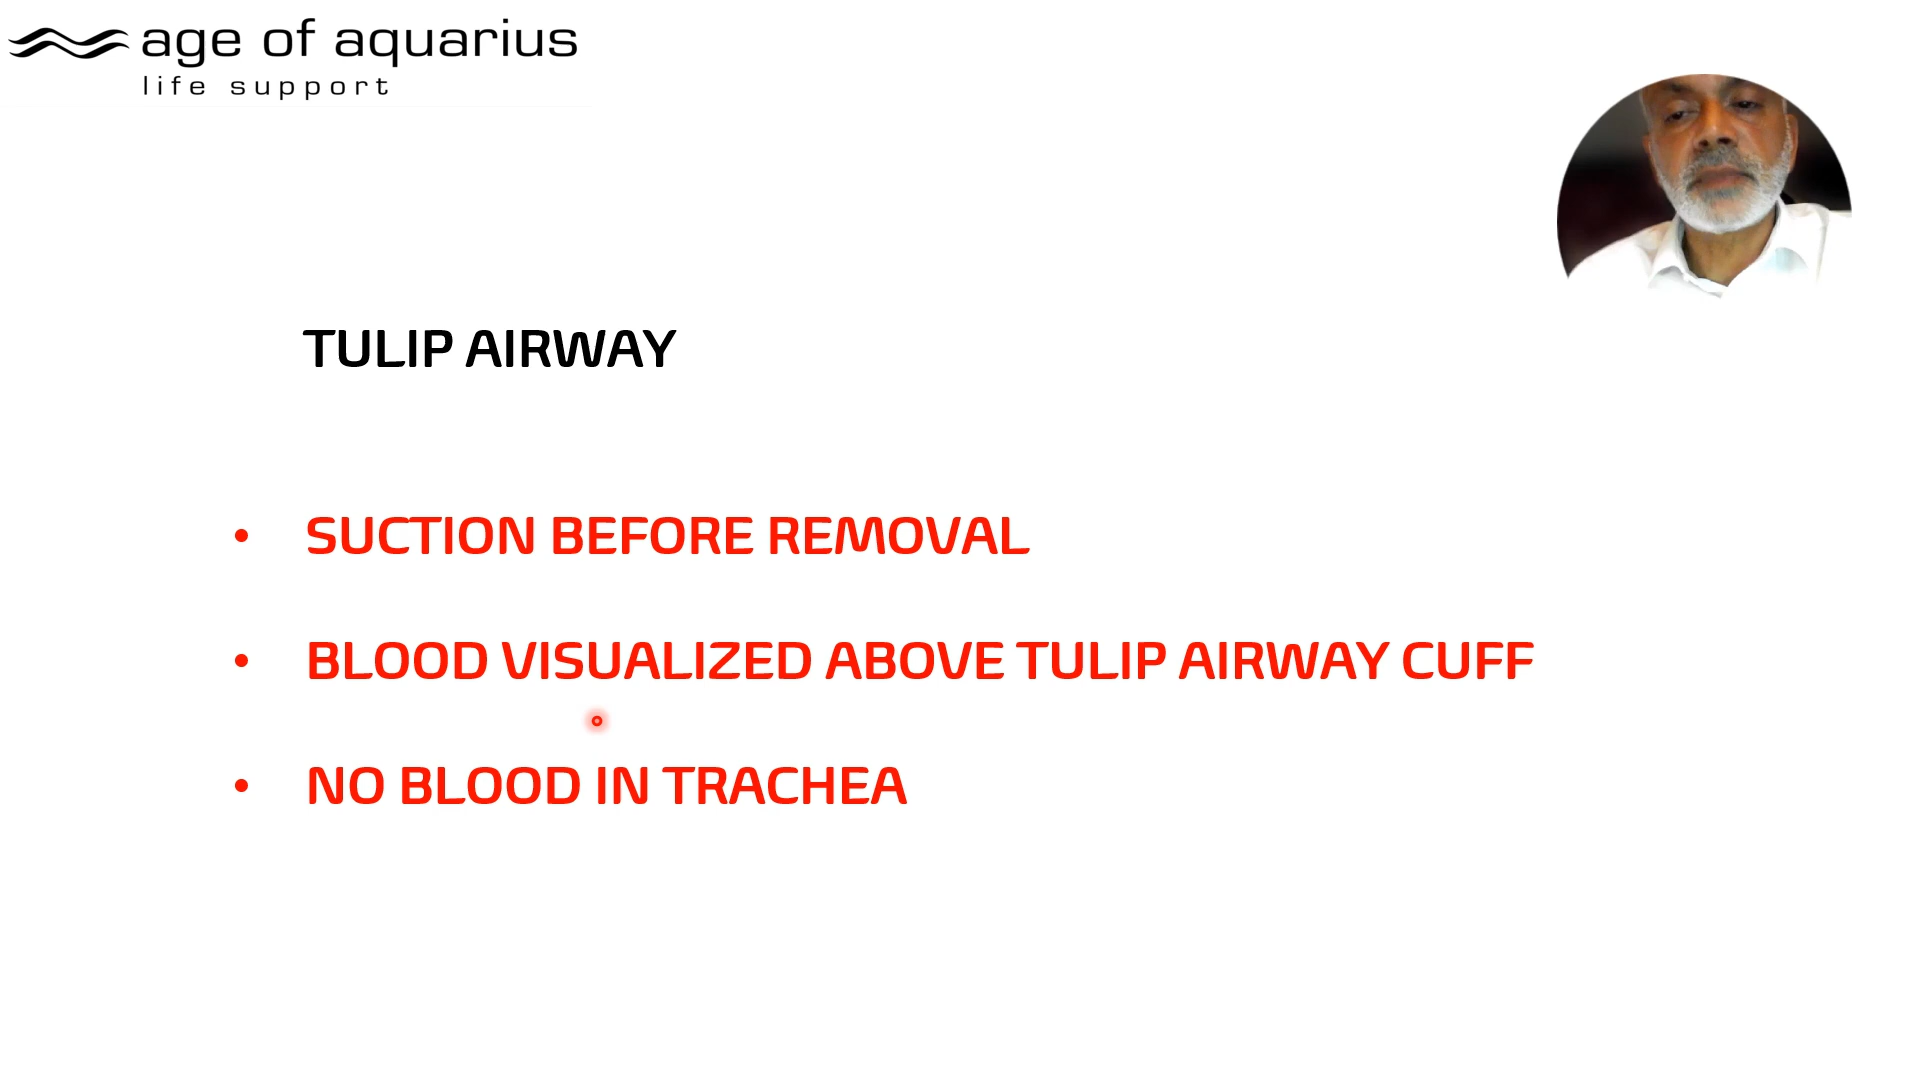 age of aquarius
life support
TULIP AIRWAY
• SUCTION BEFORE REMOVAL
• BLOOD VISUALIZED ABOVE TULIP AIRWAY CUFF
• NO BLOOD IN TRACHEA